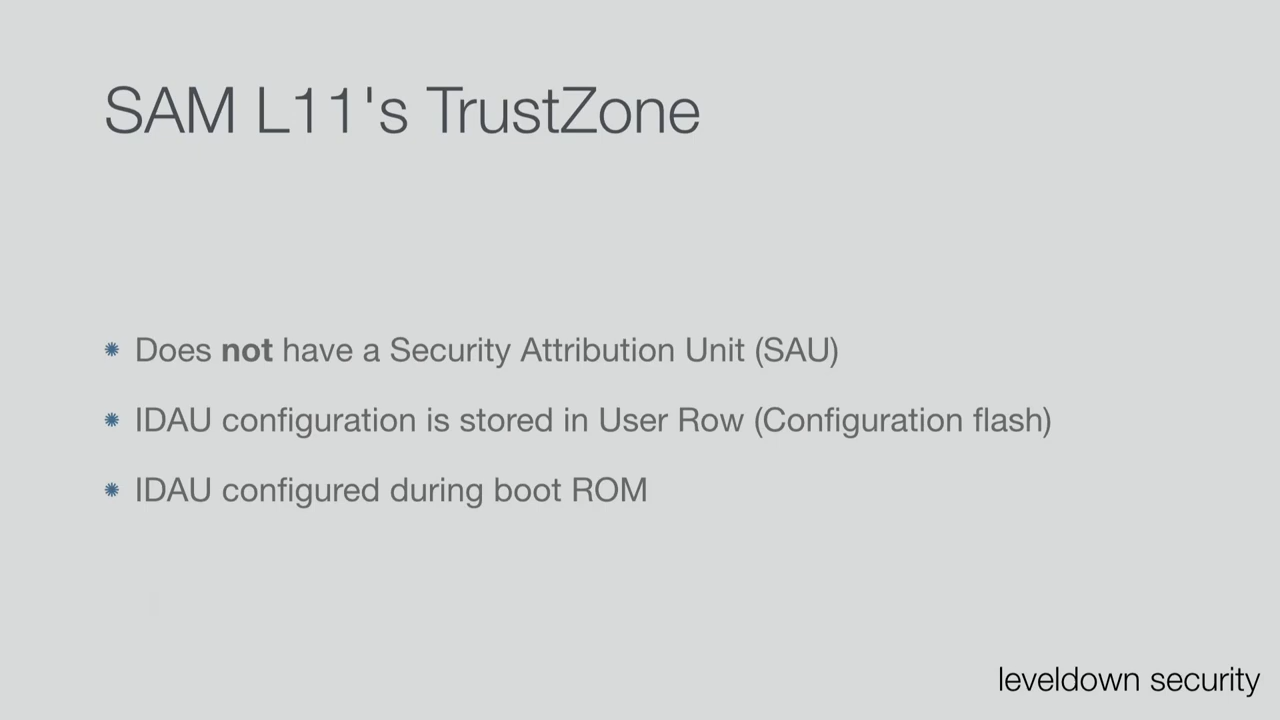 SAM L11's TrustZone
Does not have a Security Attribution Unit (SAU)
IDAU configuration is stored in User Row (Configuration flash)
IDAU configured during boot ROM
leveldown security